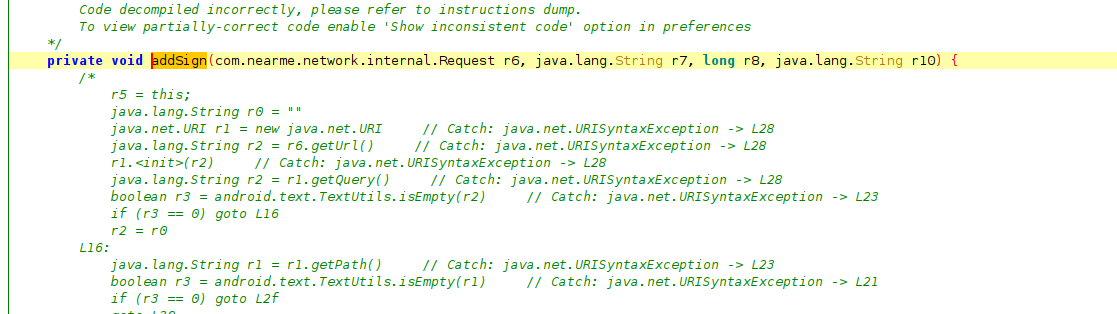 Code decompiled incorrectly, please refer to instructions dump.
To view partially-correct code enable 'Show inconsistent code' option in preferences
*/
private void addSign(com.nearme.network.internal.Request r6, java.lang.String r7, long r8, java.lang.String r10) {
/*
r5 = this;
java.lang.String r0 = ""
java.net.URI r1 = new java.net.URI     // Catch: java.net.URISyntaxException -> L28
java.lang.String r2 = r6.getUrl()     // Catch: java.net.URISyntaxException -> L28
r1.<init>(r2)     // Catch: java.net.URISyntaxException -> L28
java.lang.String r2 = r1.getQuery()     // Catch: java.net.URISyntaxException -> L28
boolean r3 = android.text.TextUtils.isEmpty(r2)     // Catch: java.net.URISyntaxException -> L23
if (r3 == 0) goto L16
r2 = r0
L16:
java.lang.String r1 = r1.getPath()     // Catch: java.net.URISyntaxException -> L23
boolean r3 = android.text.TextUtils.isEmpty(r1)     // Catch: java.net.URISyntaxException -> L21
if (r3 == 0) goto L2f